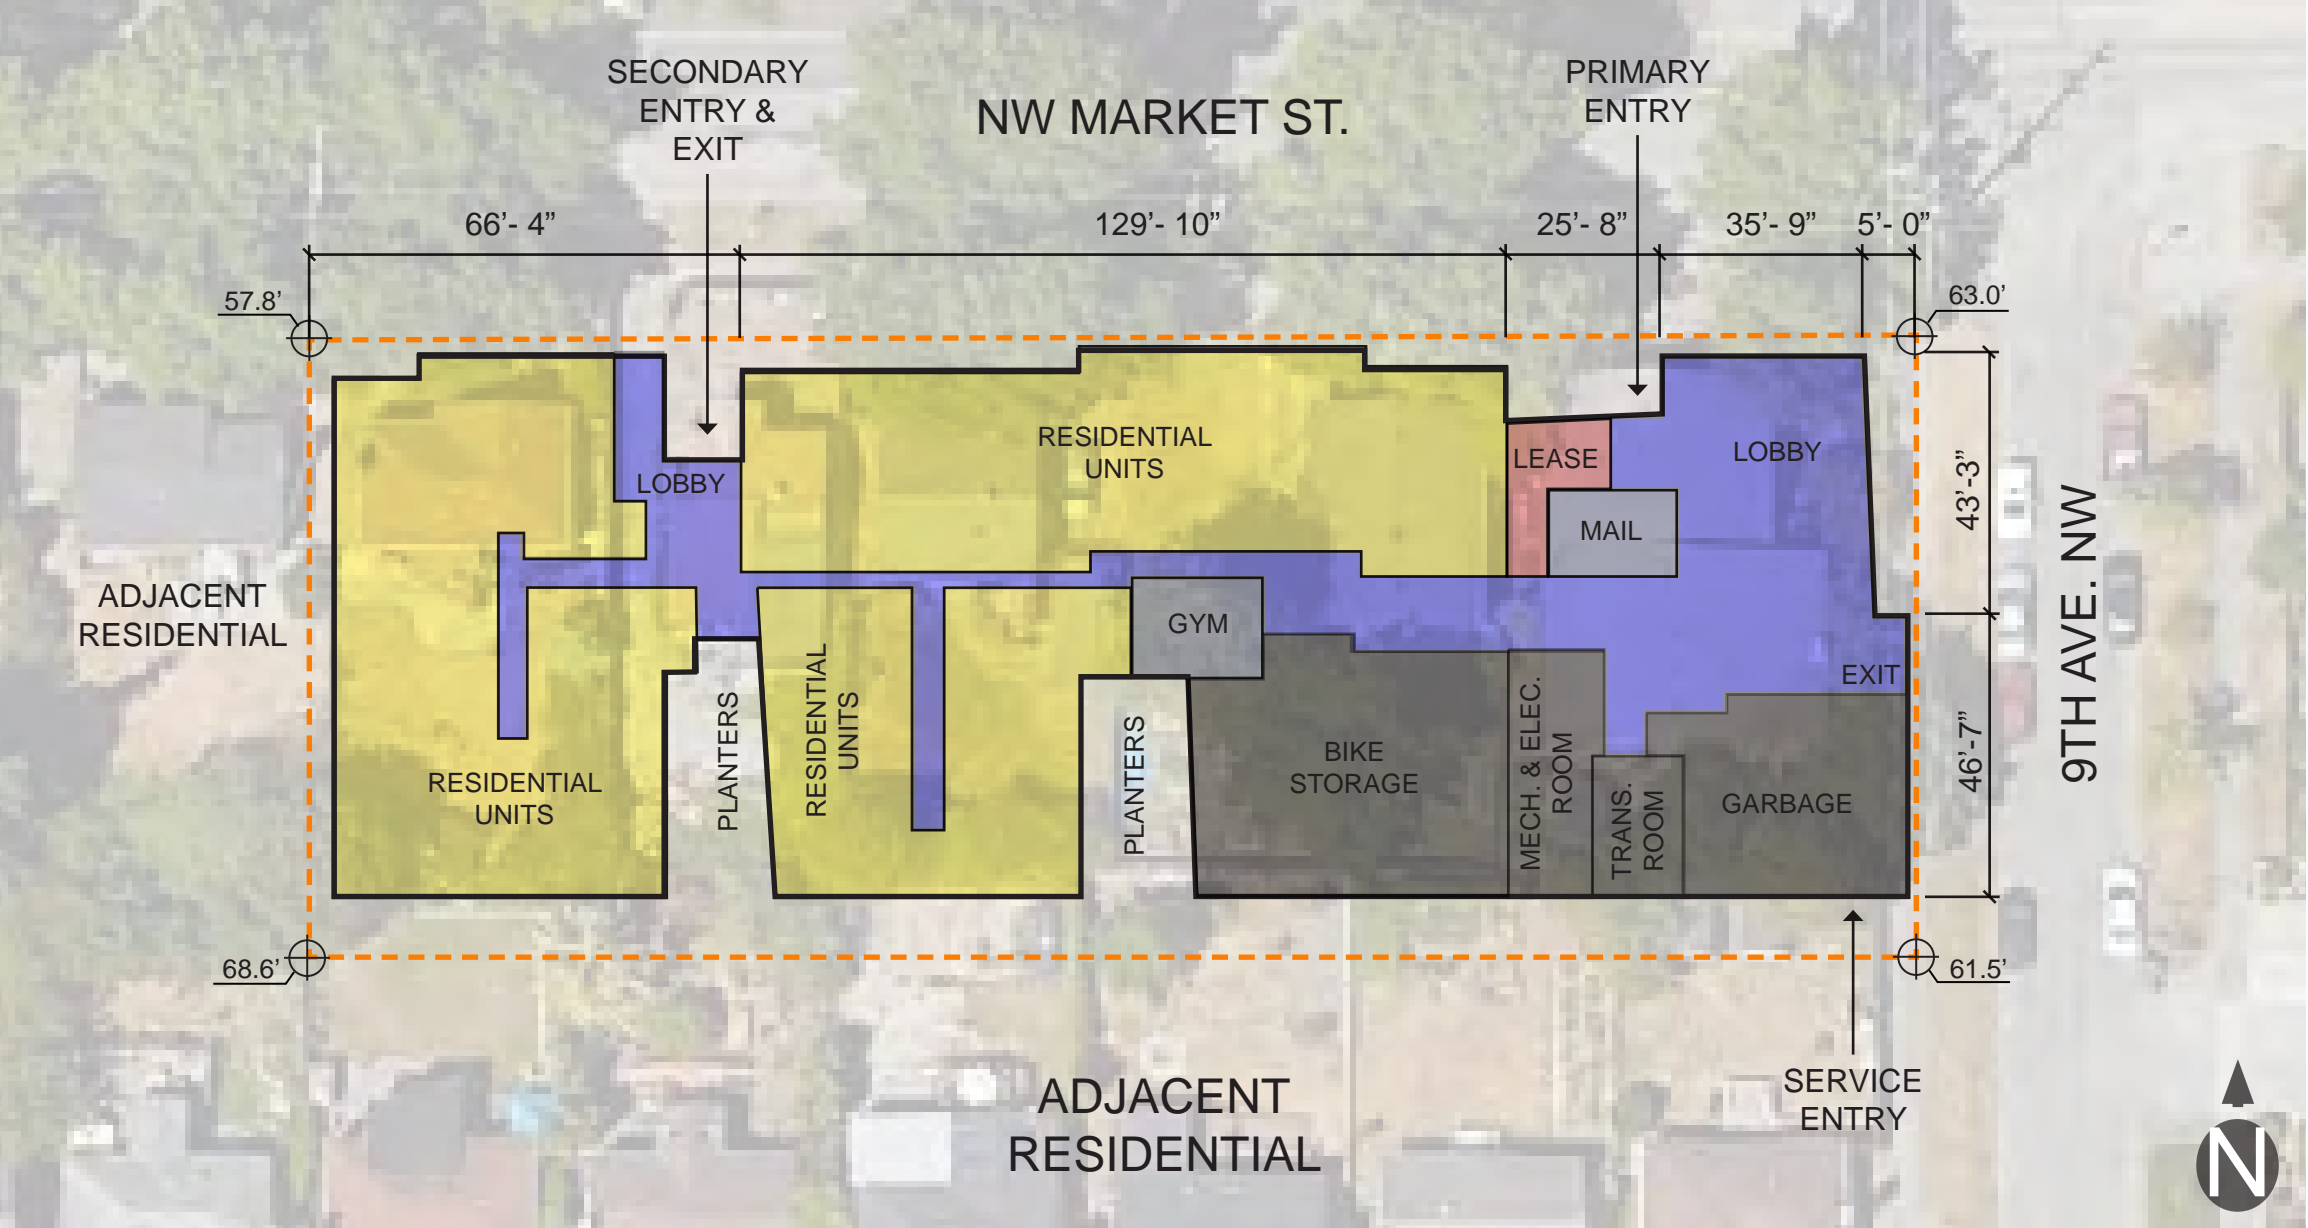 SECONDARY
ENTRY &
EXIT
PRIMARY
ENTRY
NW MARKET ST.
66’- 4”
129’- 10”
25’- 8”
35’- 9”
5’- 0”
57.8’
63.0’
RESIDENTIAL
UNITS
LOBBY
LEASE
LOBBY
MAIL
43’-3”
9TH AVE. NW
ADJACENT
RESIDENTIAL
GYM
EXIT
RESIDENTIAL
UNITS
PLANTERS
RESIDENTIAL
UNITS
PLANTERS
BIKE
STORAGE
MECH. & ELEC.
ROOM
TRANS.
ROOM
GARBAGE
46’-7”
68.6’
61.5’
ADJACENT
RESIDENTIAL
SERVICE
ENTRY
N